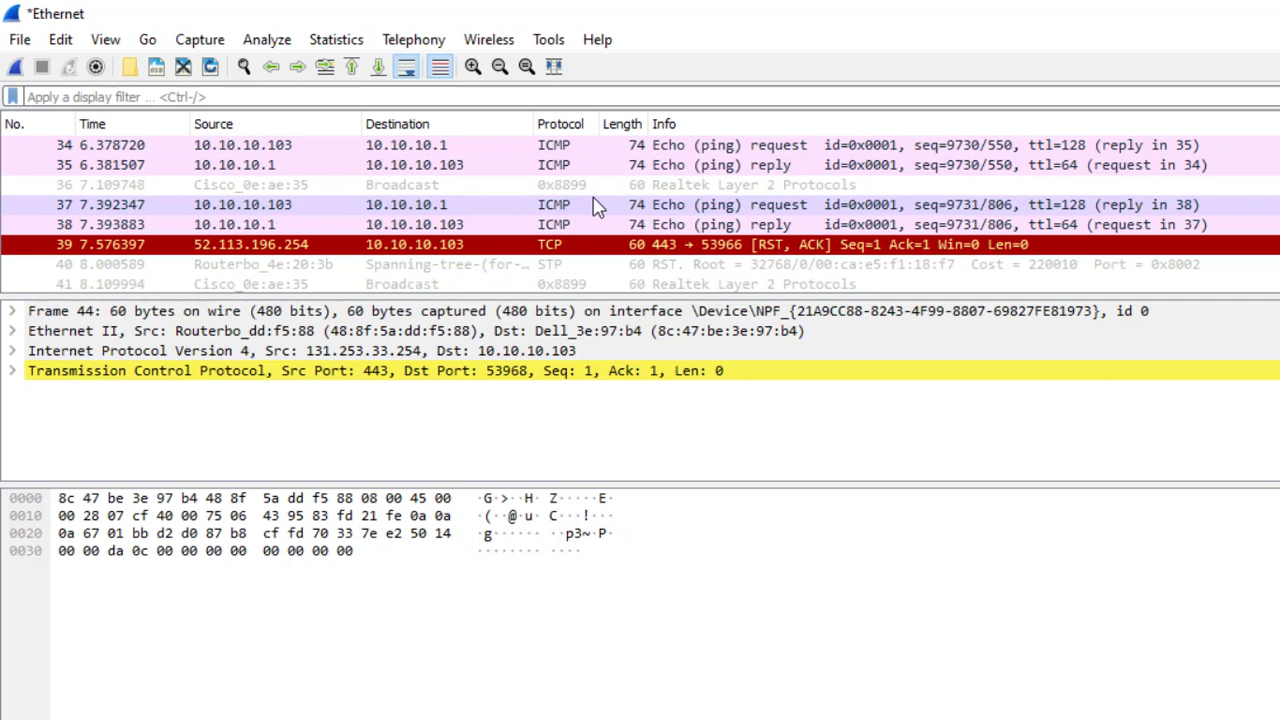 *Ethernet
File Edit View Go Capture Analyze Statistics Telephony Wireless Tools Help
Apply a display filter ... <Ctrl-/>
No. Time Source Destination Protocol Length Info
34 6.378720 10.10.10.103 10.10.10.1 ICMP 74 Echo (ping) request id=0x0001, seq=9730/550, ttl=128 (reply in 35)
35 6.381507 10.10.10.1 10.10.10.103 ICMP 74 Echo (ping) reply id=0x0001, seq=9730/550, ttl=64 (request in 34)
36 7.109748 Cisco_0e:ae:35 Broadcast 0x8899 60 Realtek Layer 2 Protocols
37 7.392347 10.10.10.103 10.10.10.1 ICMP 74 Echo (ping) request id=0x0001, seq=9731/806, ttl=128 (reply in 38)
38 7.393883 10.10.10.1 10.10.10.103 ICMP 74 Echo (ping) reply id=0x0001, seq=9731/806, ttl=64 (request in 37)
39 7.576397 52.113.196.254 10.10.10.103 TCP 60 443 → 53966 [RST, ACK] Seq=1 Ack=1 Win=0 Len=0
40 8.000589 Routerbo_4e:20:3b Spanning-tree-(for-… STP 60 RST. Root = 32768/0/00:ca:e5:f1:18:f7 Cost = 220010 Port = 0x8002
41 8.109994 Cisco_0e:ae:35 Broadcast 0x8899 60 Realtek Layer 2 Protocols
Frame 44: 60 bytes on wire (480 bits), 60 bytes captured (480 bits) on interface \Device\NPF_{21A9CC88-8243-4F99-8807-69827FE81973}, id 0
Ethernet II, Src: Routerbo_dd:f5:88 (48:8f:5a:dd:f5:88), Dst: Dell_3e:97:b4 (8c:47:be:3e:97:b4)
Internet Protocol Version 4, Src: 131.253.33.254, Dst: 10.10.10.103
Transmission Control Protocol, Src Port: 443, Dst Port: 53968, Seq: 1, Ack: 1, Len: 0
0000 8c 47 be 3e 97 b4 48 8f 5a dd f5 88 08 00 45 00 ·G·>··H· Z·····E·
0010 00 28 07 cf 40 00 75 06 43 95 83 fd 21 fe 0a 0a ·(··@·u· C···!···
0020 0a 67 01 bb d2 d0 87 b8 cf fd 70 33 7e e2 50 14 ·g······ ··p3~·P·
0030 00 00 da 0c 00 00 00 00 00 00 00 00 ········ ····